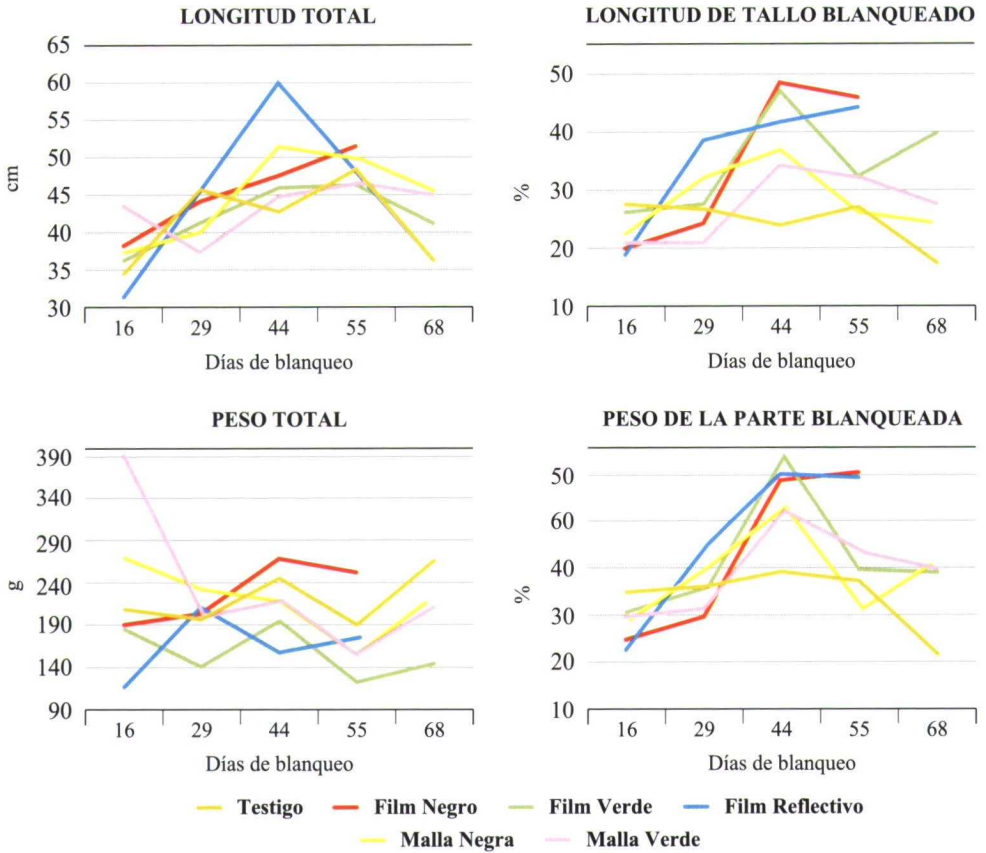 LONGITUD TOTAL
65
60
55
50
45
40
35
30
cm
16 29 44 55 68
Días de blanqueo
LONGITUD DE TALLO BLANQUEADO
50
40
30
20
10
%
16 29 44 55 68
Días de blanqueo
PESO TOTAL
390
340
290
240
190
140
90
g
16 29 44 55 68
Días de blanqueo
PESO DE LA PARTE BLANQUEADA
50
60
40
30
20
10
%
16 29 44 55 68
Días de blanqueo
Testigo Film Negro Film Verde Film Reflectivo
Malla Negra Malla Verde